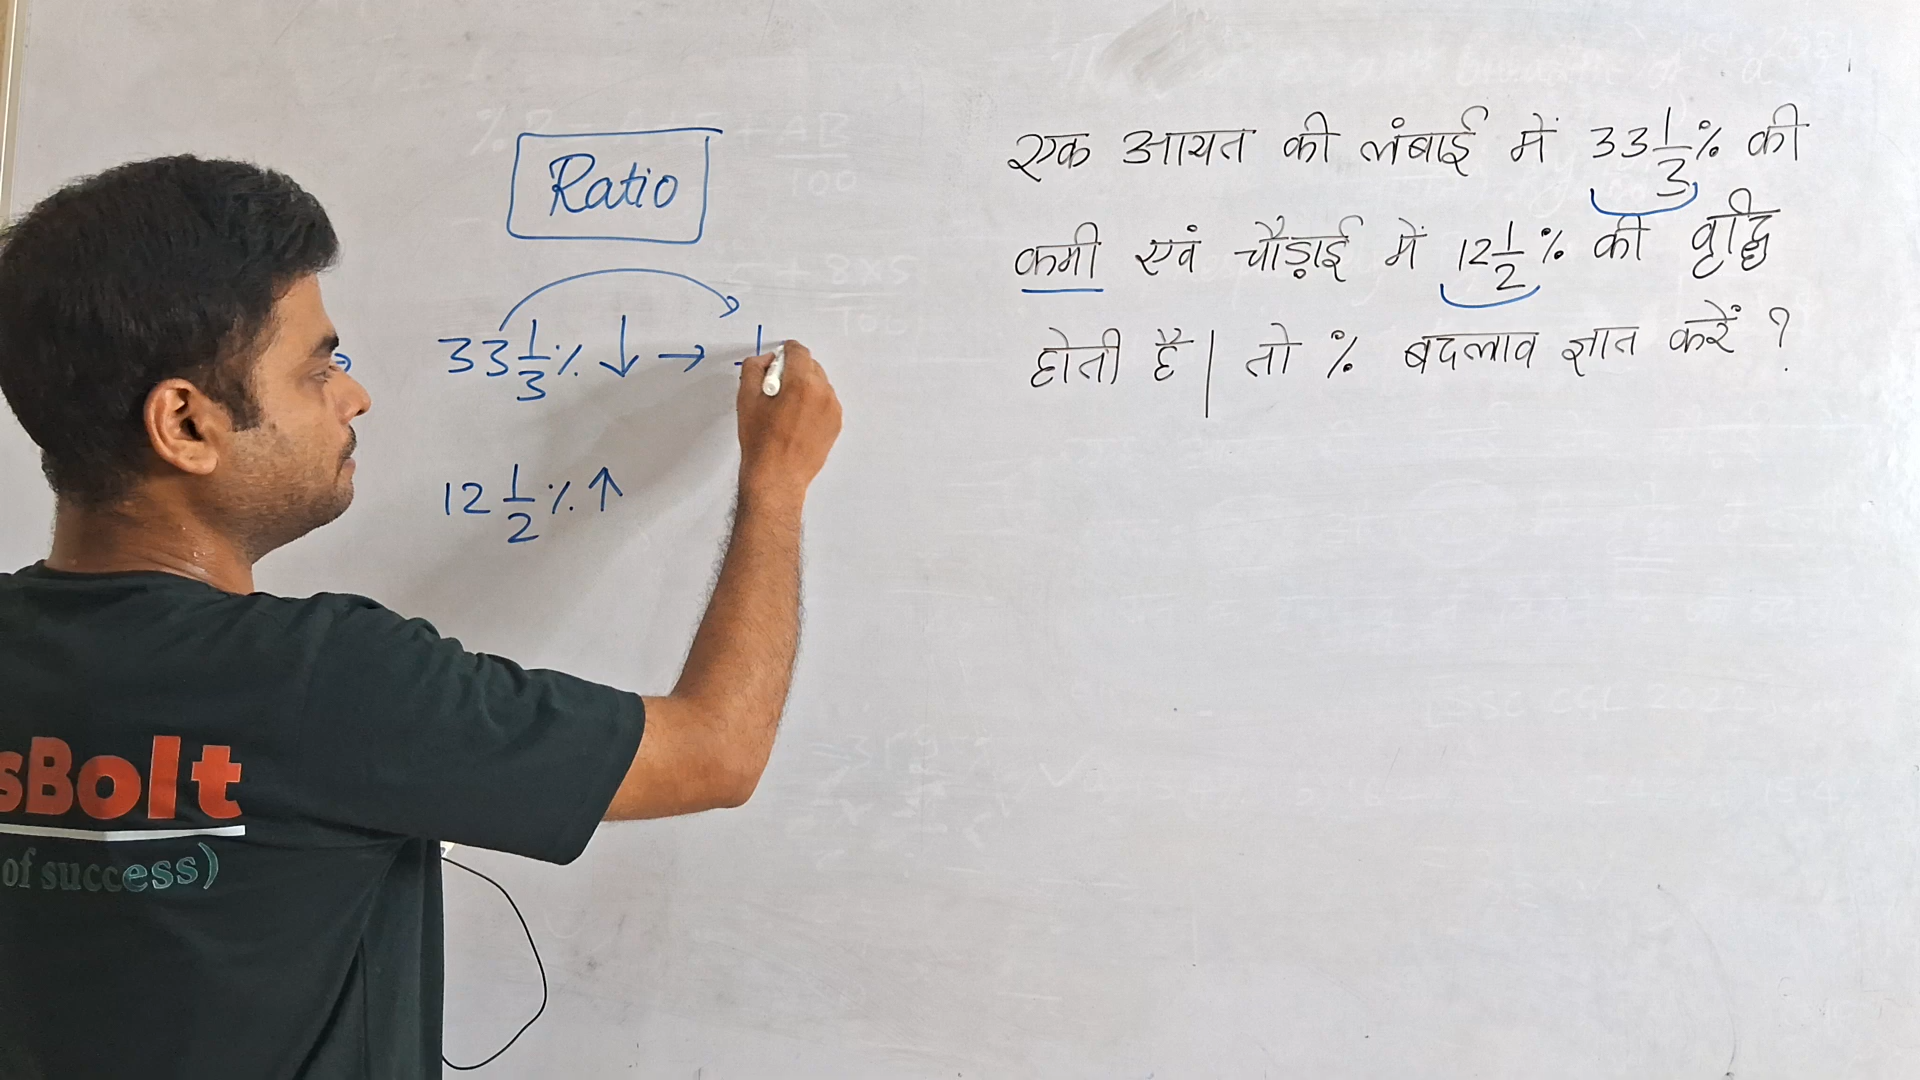 Ratio
33 1/3 % ↓ → 1
12 1/2 % ↑
एक आयत की लंबाई में 33 1/3 % की
कमी एवं चौड़ाई में 12 1/2 % की वृद्धि
होती है | तो % बदलाव ज्ञात करें ?
sBolt
of success)